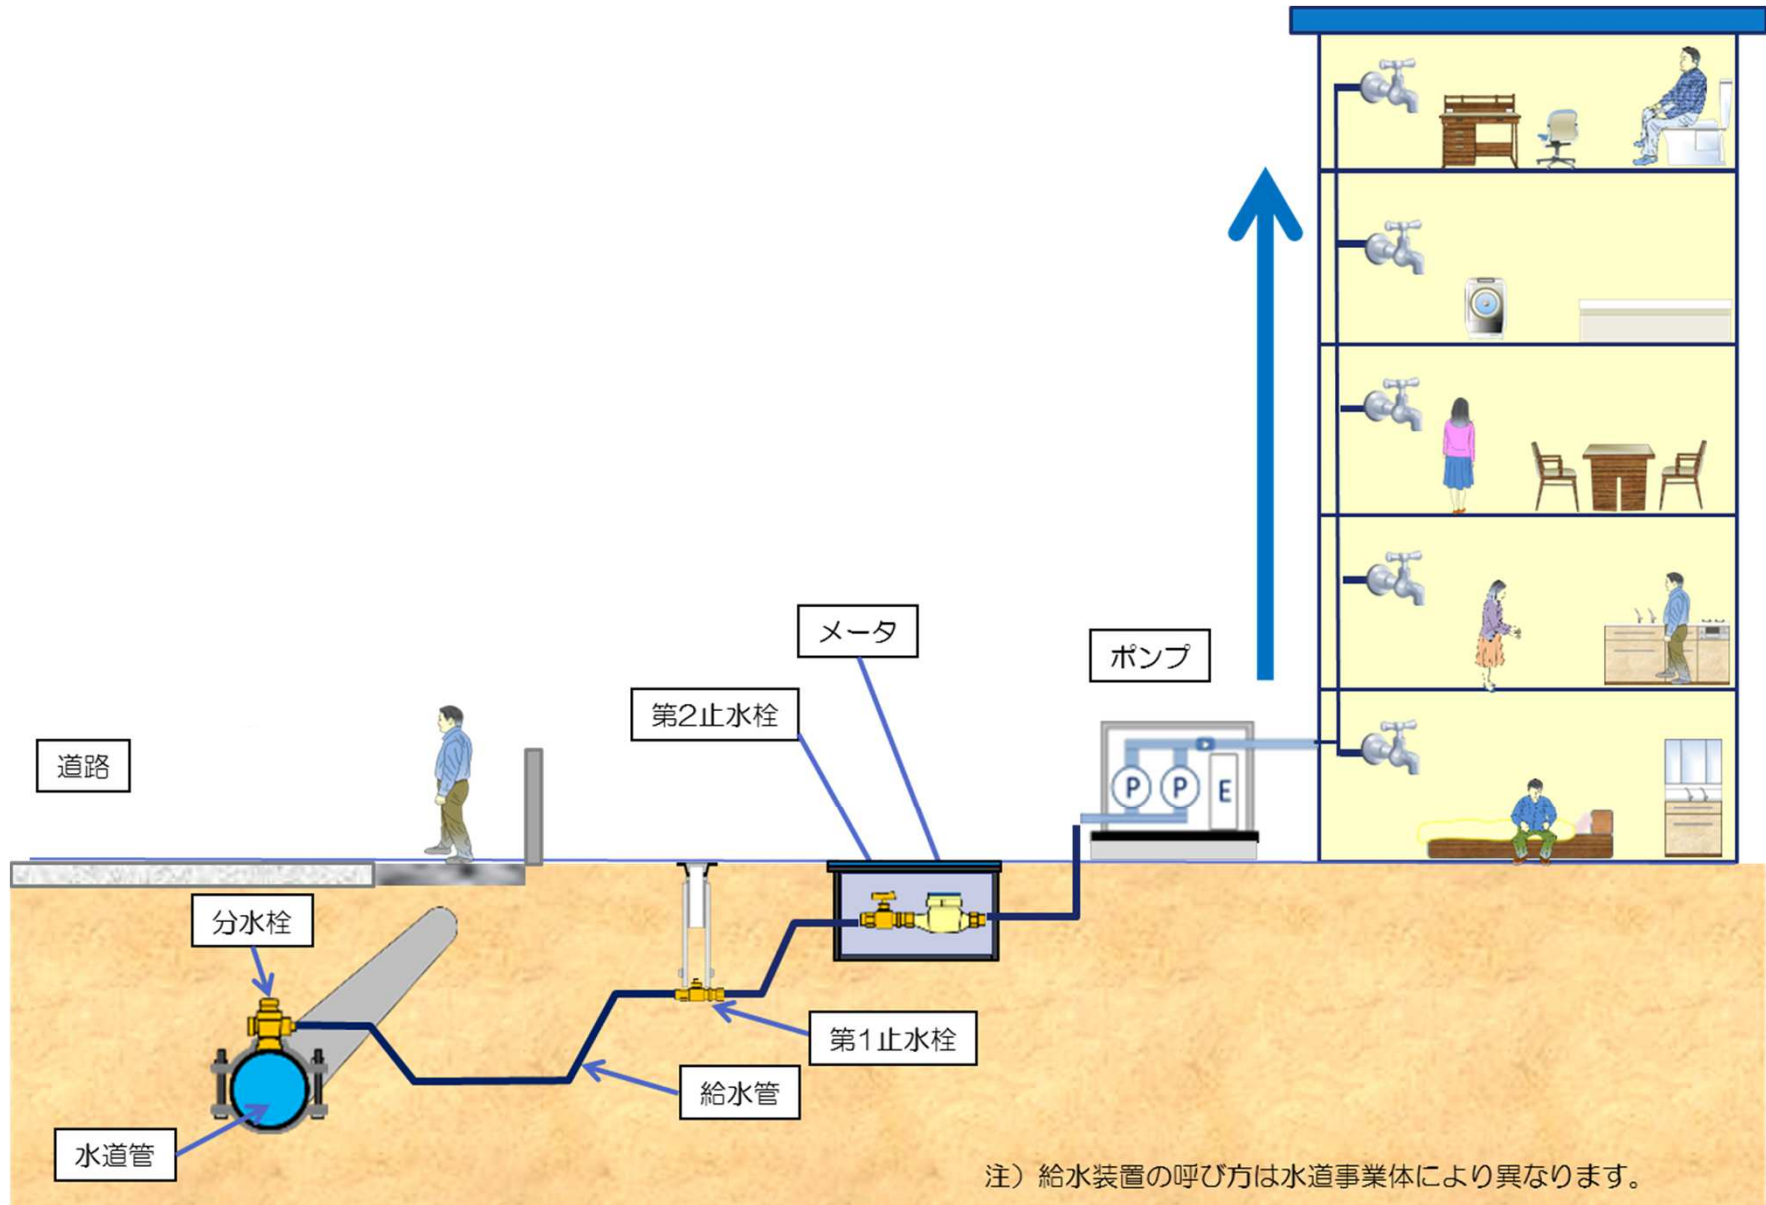 メータ
ポンプ
第2止水栓
道路
P
P
E
分水栓
第1止水栓
給水管
水道管
注）給水装置の呼び方は水道事業体により異なります。